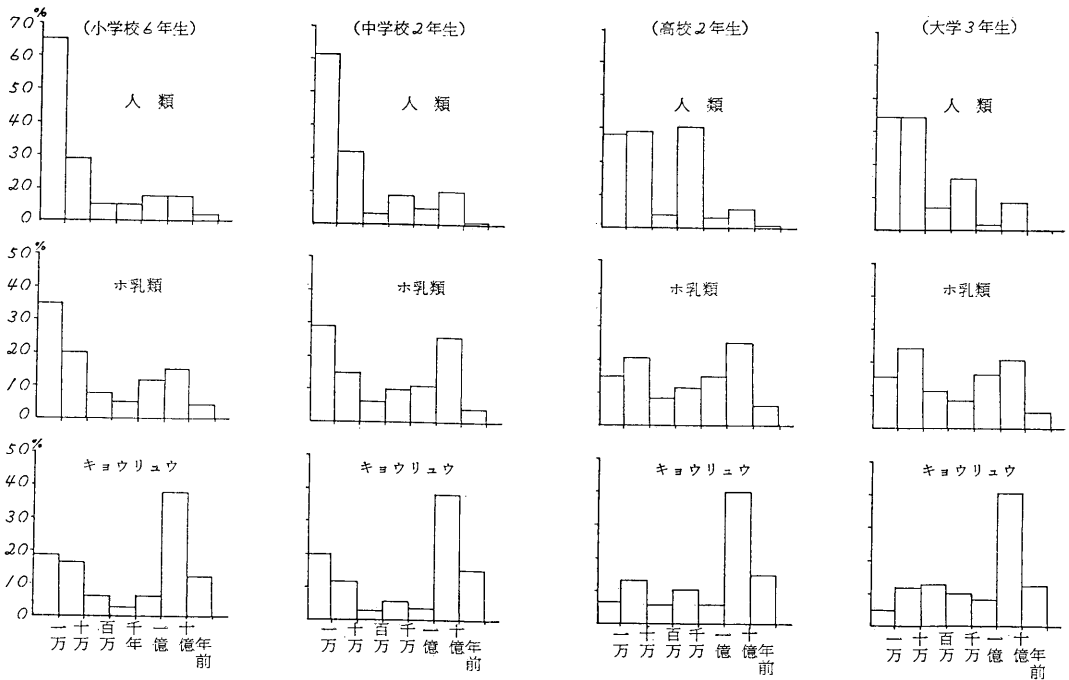 (小学校6年生)
(中学校2年生)
(高校2年生)
(大学3年生)
70%
60
50
40
30
20
0
人類
人類
人類
人類
50%
40
30
20
10
0
ホ乳類
ホ乳類
ホ乳類
ホ乳類
50%
40
30
20
10
0
キョウリュウ
キョウリュウ
キョウリュウ
キョウリュウ
一万
十万
百万
千年
一億
十億
年前
一万
十万
百万
千万
一億
十億
年前
一万
十万
百万
千万
一億
十億
年前
一万
十万
百万
千万
一億
十億
年前